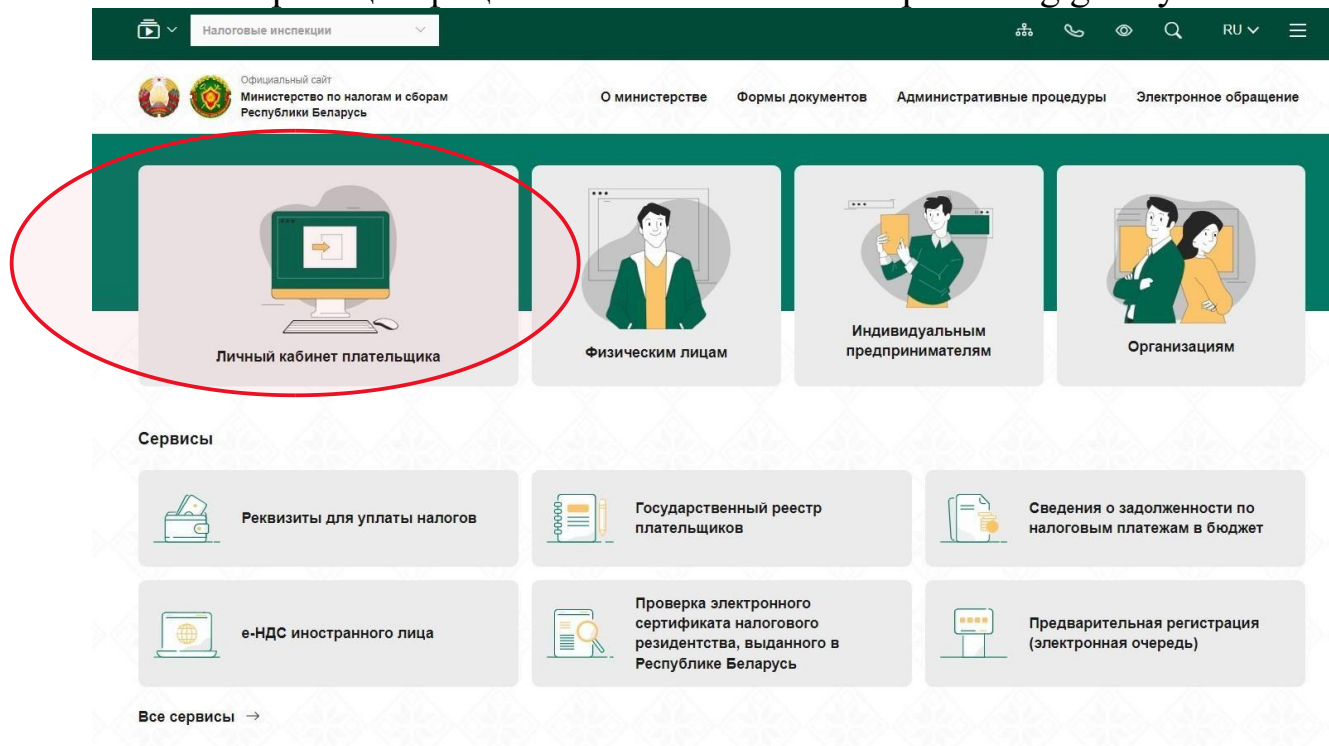 Налоговые инспекции
RU
Официальный сайт
Министерство по налогам и сборам
Республики Беларусь
О министерстве
Формы документов
Административные процедуры
Электронное обращение
Личный кабинет плательщика
Физическим лицам
Индивидуальным
предпринимателям
Организациям
Сервисы
Реквизиты для уплаты налогов
Государственный реестр
плательщиков
Сведения о задолженности по
налоговым платежам в бюджет
е-НДС иностранного лица
Проверка электронного
сертификата налогового
резидентства, выданного в
Республике Беларусь
Предварительная регистрация
(электронная очередь)
Все сервисы →